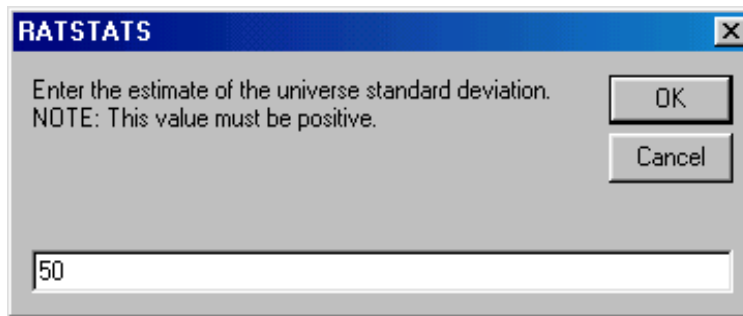 RATSTATS
Enter the estimate of the universe standard deviation.
NOTE: This value must be positive.
OK
Cancel
50